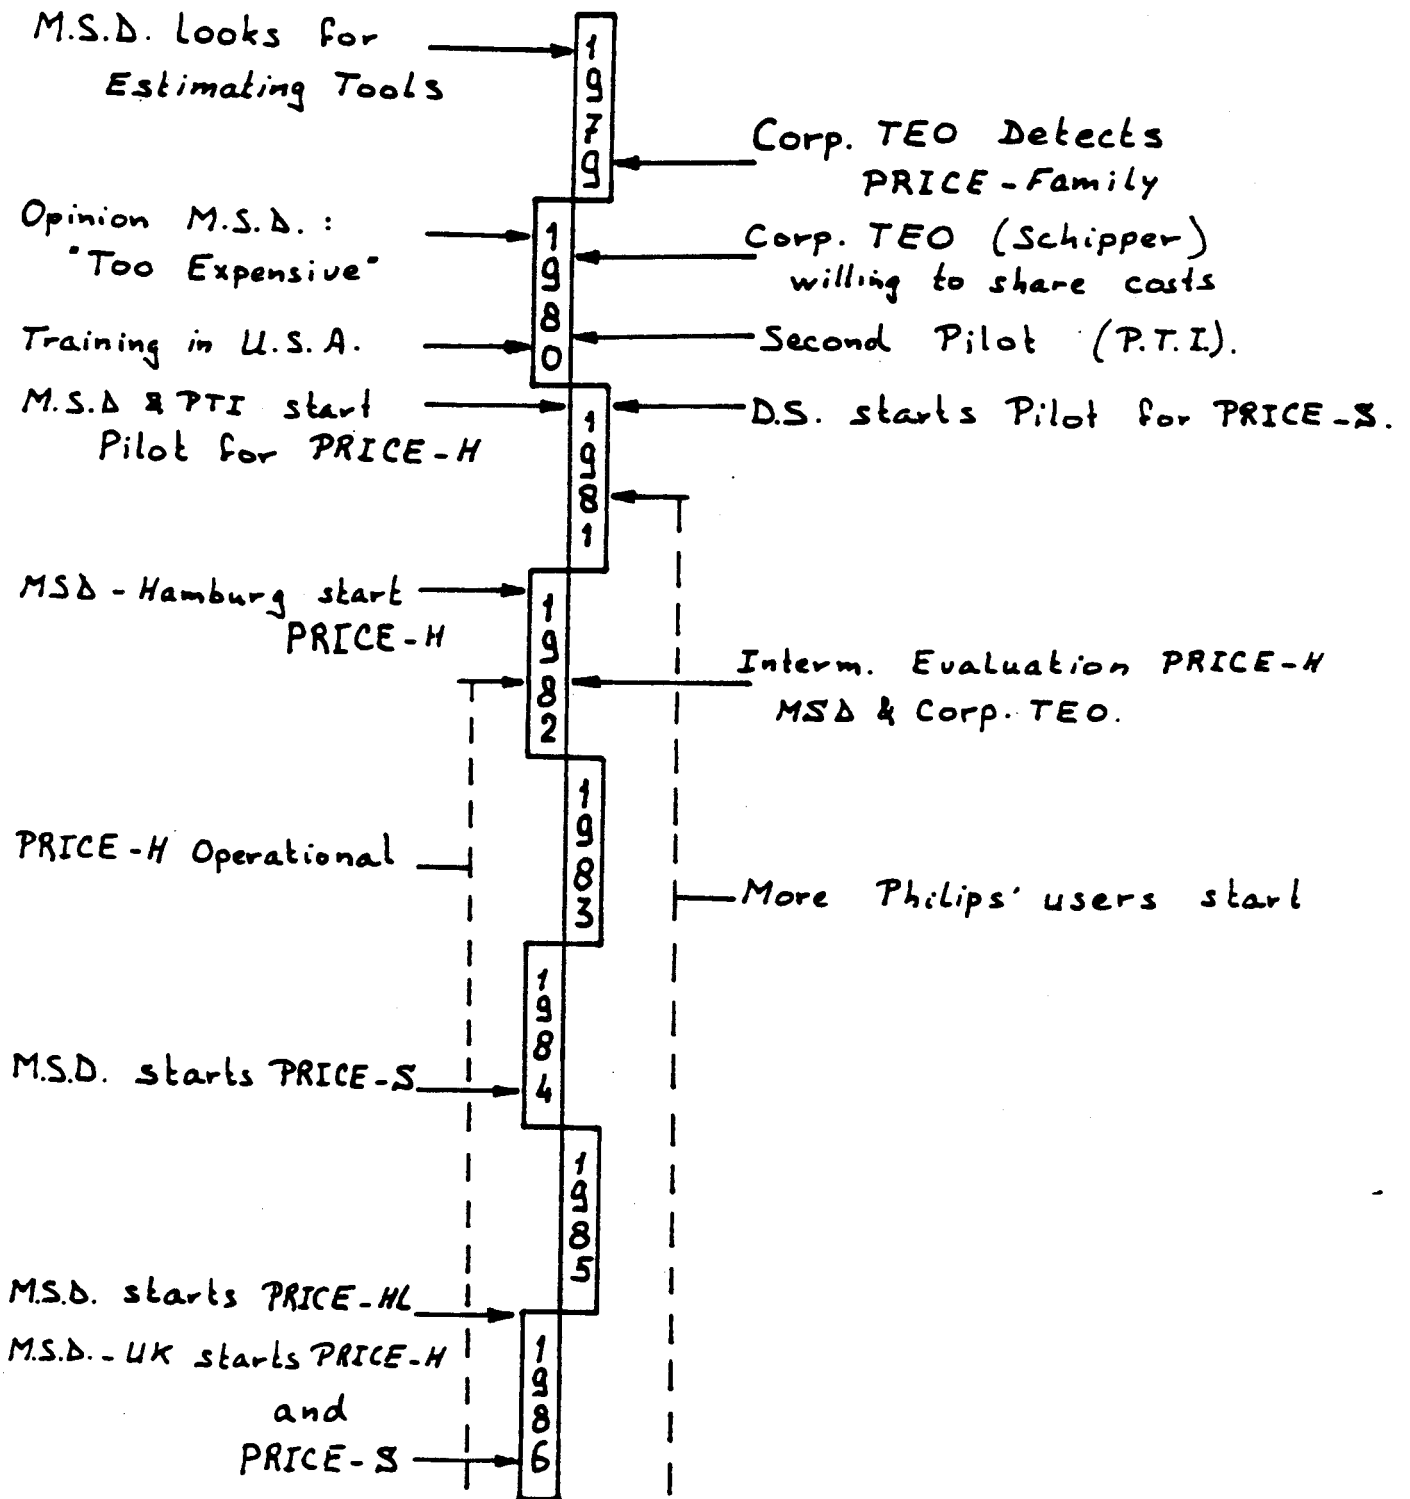 M.S.D. Looks for
Estimating Tools
1979
Corp. TEO Detects
PRICE-Family
Opinion M.S.D.:
"Too Expensive"
1980
Corp. TEO (Schipper)
willing to share costs
Training in U.S.A.
Second Pilot (P.T.I.).
M.S.D & PTI start
Pilot for PRICE-H
1981
D.S. starts Pilot for PRICE-S.
MSD-Hamburg start
PRICE-H
1982
Interm. Evaluation PRICE-H
MSD & Corp. TEO.
1983
PRICE-H Operational
More Philips' users start
1984
M.S.D. starts PRICE-S
1985
M.S.D. starts PRICE-HL
M.S.D.-UK starts PRICE-H
and
PRICE-S
1986